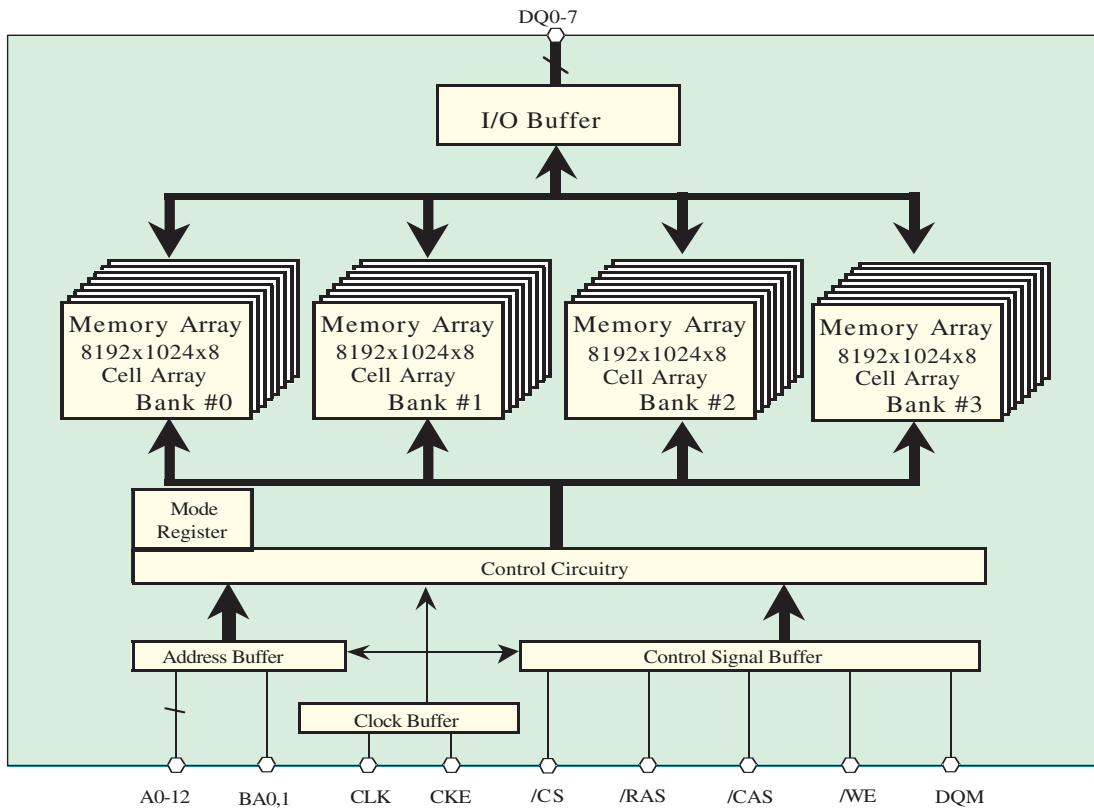 DQ0-7
I/O Buffer
Memory Array
8192x1024x8
Cell Array
Bank #0
Memory Array
8192x1024x8
Cell Array
Bank #1
Memory Array
8192x1024x8
Cell Array
Bank #2
Memory Array
8192x1024x8
Cell Array
Bank #3
Mode
Register
Control Circuitry
Address Buffer
Control Signal Buffer
Clock Buffer
A0-12
BA0,1
CLK
CKE
/CS
/RAS
/CAS
/WE
DQM